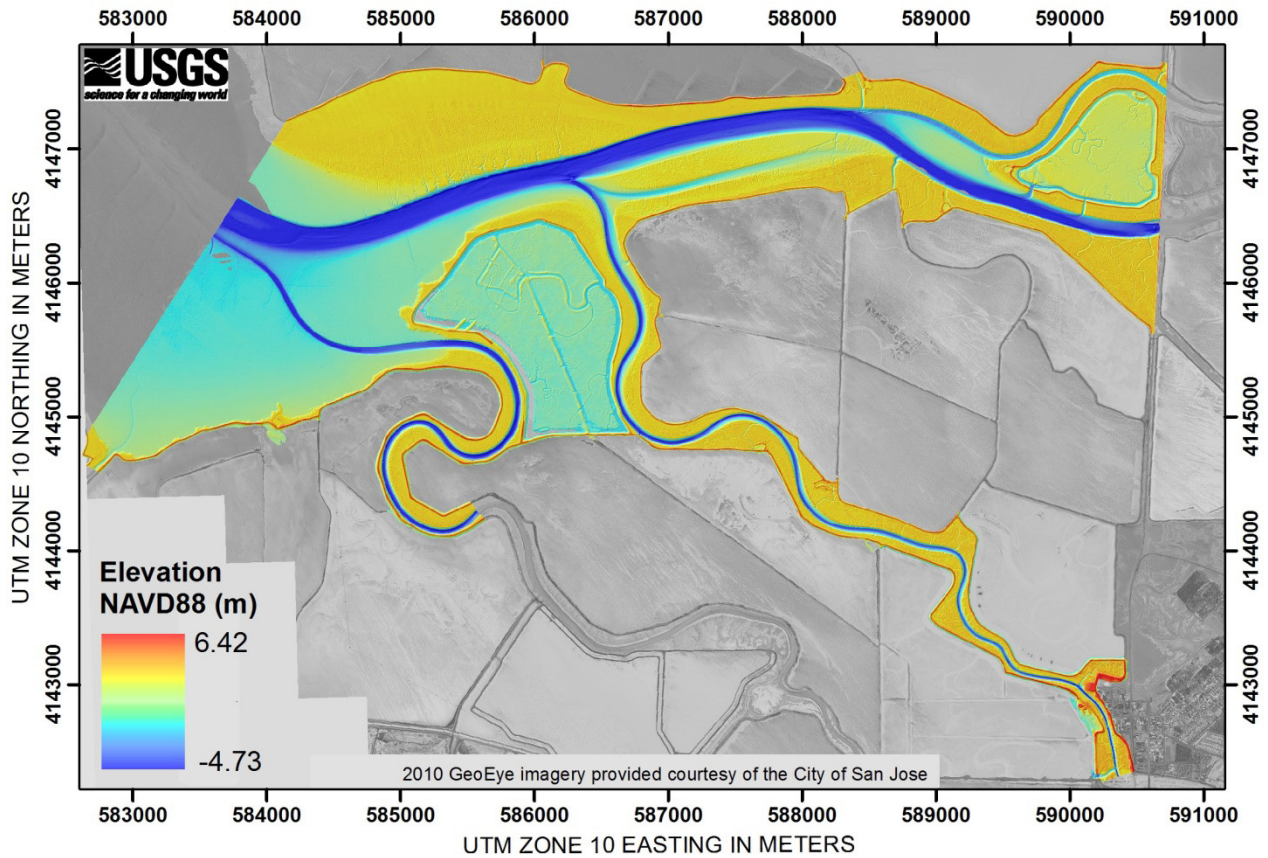 583000 584000 585000 586000 587000 588000 589000 590000 591000
USGS
science for a changing world
4147000 4147000
4146000 4146000
4145000 4145000
4144000 4144000
4143000 4143000
UTM ZONE 10 NORTHING IN METERS
Elevation
NAVD88 (m)
6.42
-4.73
2010 GeoEye imagery provided courtesy of the City of San Jose
583000 584000 585000 586000 587000 588000 589000 590000 591000
UTM ZONE 10 EASTING IN METERS